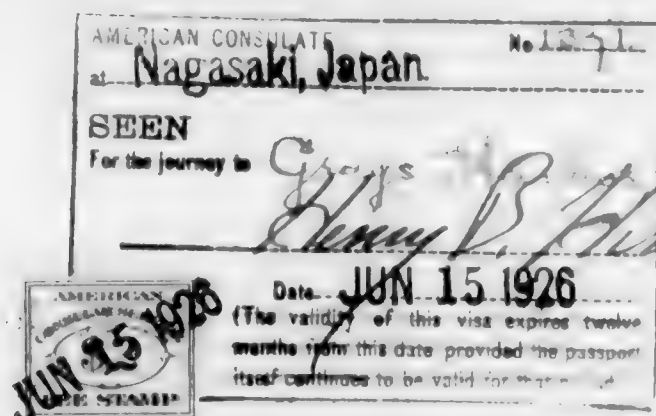 AMERICAN CONSULATE
No
at Nagasaki, Japan.
SEEN
For the journey to
Henry B.
Date JUN 15 1926
(The validity of this visa expires twelve
months from this date provided the passport
itself continues to be valid for that
AMERICAN
JUN 15 1926
FEE STAMP